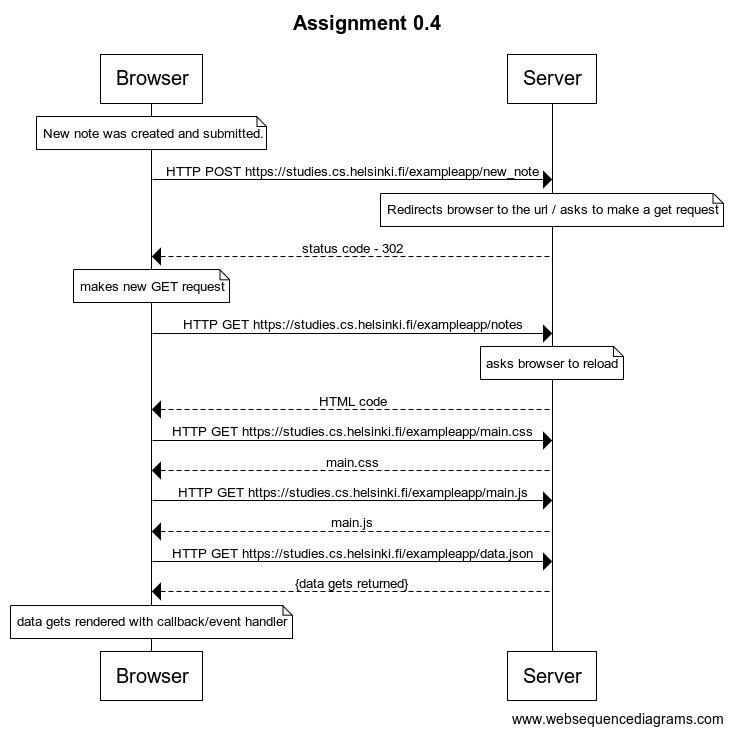 Assignment 0.4
Browser
Server
New note was created and submitted.
HTTP POST https://studies.cs.helsinki.fi/exampleapp/new_note
Redirects browser to the url / asks to make a get request
status code - 302
makes new GET request
HTTP GET https://studies.cs.helsinki.fi/exampleapp/notes
asks browser to reload
HTML code
HTTP GET https://studies.cs.helsinki.fi/exampleapp/main.css
main.css
HTTP GET https://studies.cs.helsinki.fi/exampleapp/main.js
main.js
HTTP GET https://studies.cs.helsinki.fi/exampleapp/data.json
{data gets returned}
data gets rendered with callback/event handler
Browser
Server
www.websequencediagrams.com